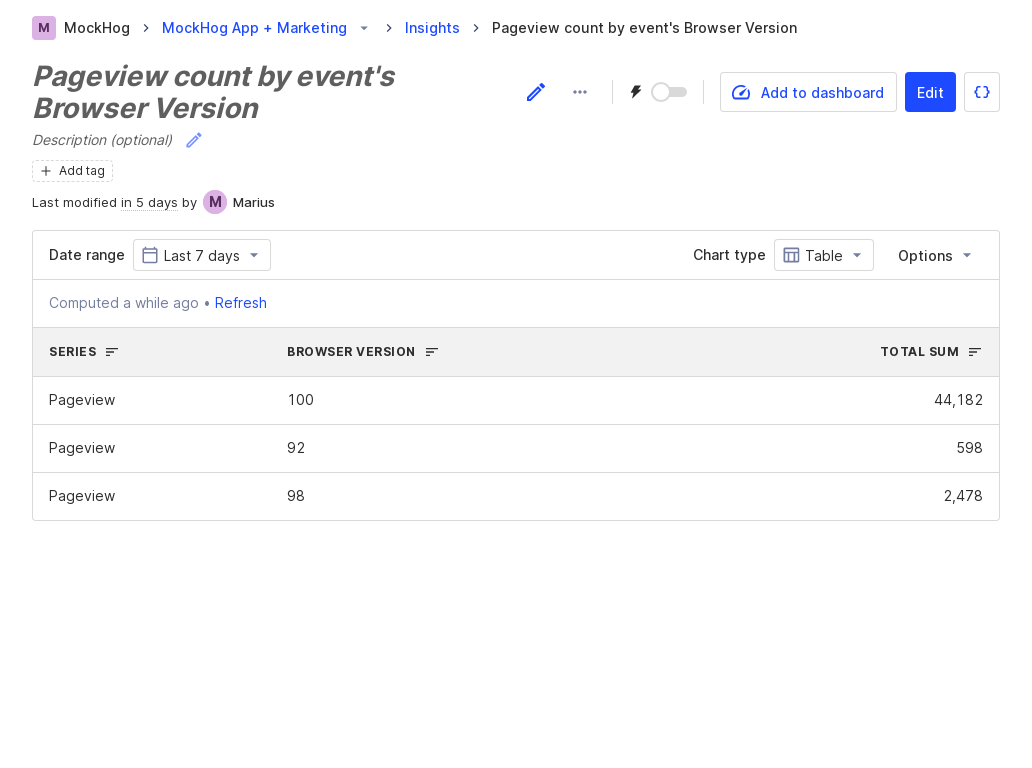 M MockHog MockHog App + Marketing Insights Pageview count by event's Browser Version
Pageview count by event's
Browser Version
Add to dashboard Edit {}
Description (optional)
Add tag
Last modified in 5 days by M Marius
Date range Last 7 days Chart type Table Options
Computed a while ago • Refresh
SERIES BROWSER VERSION TOTAL SUM
Pageview 100 44,182
Pageview 92 598
Pageview 98 2,478